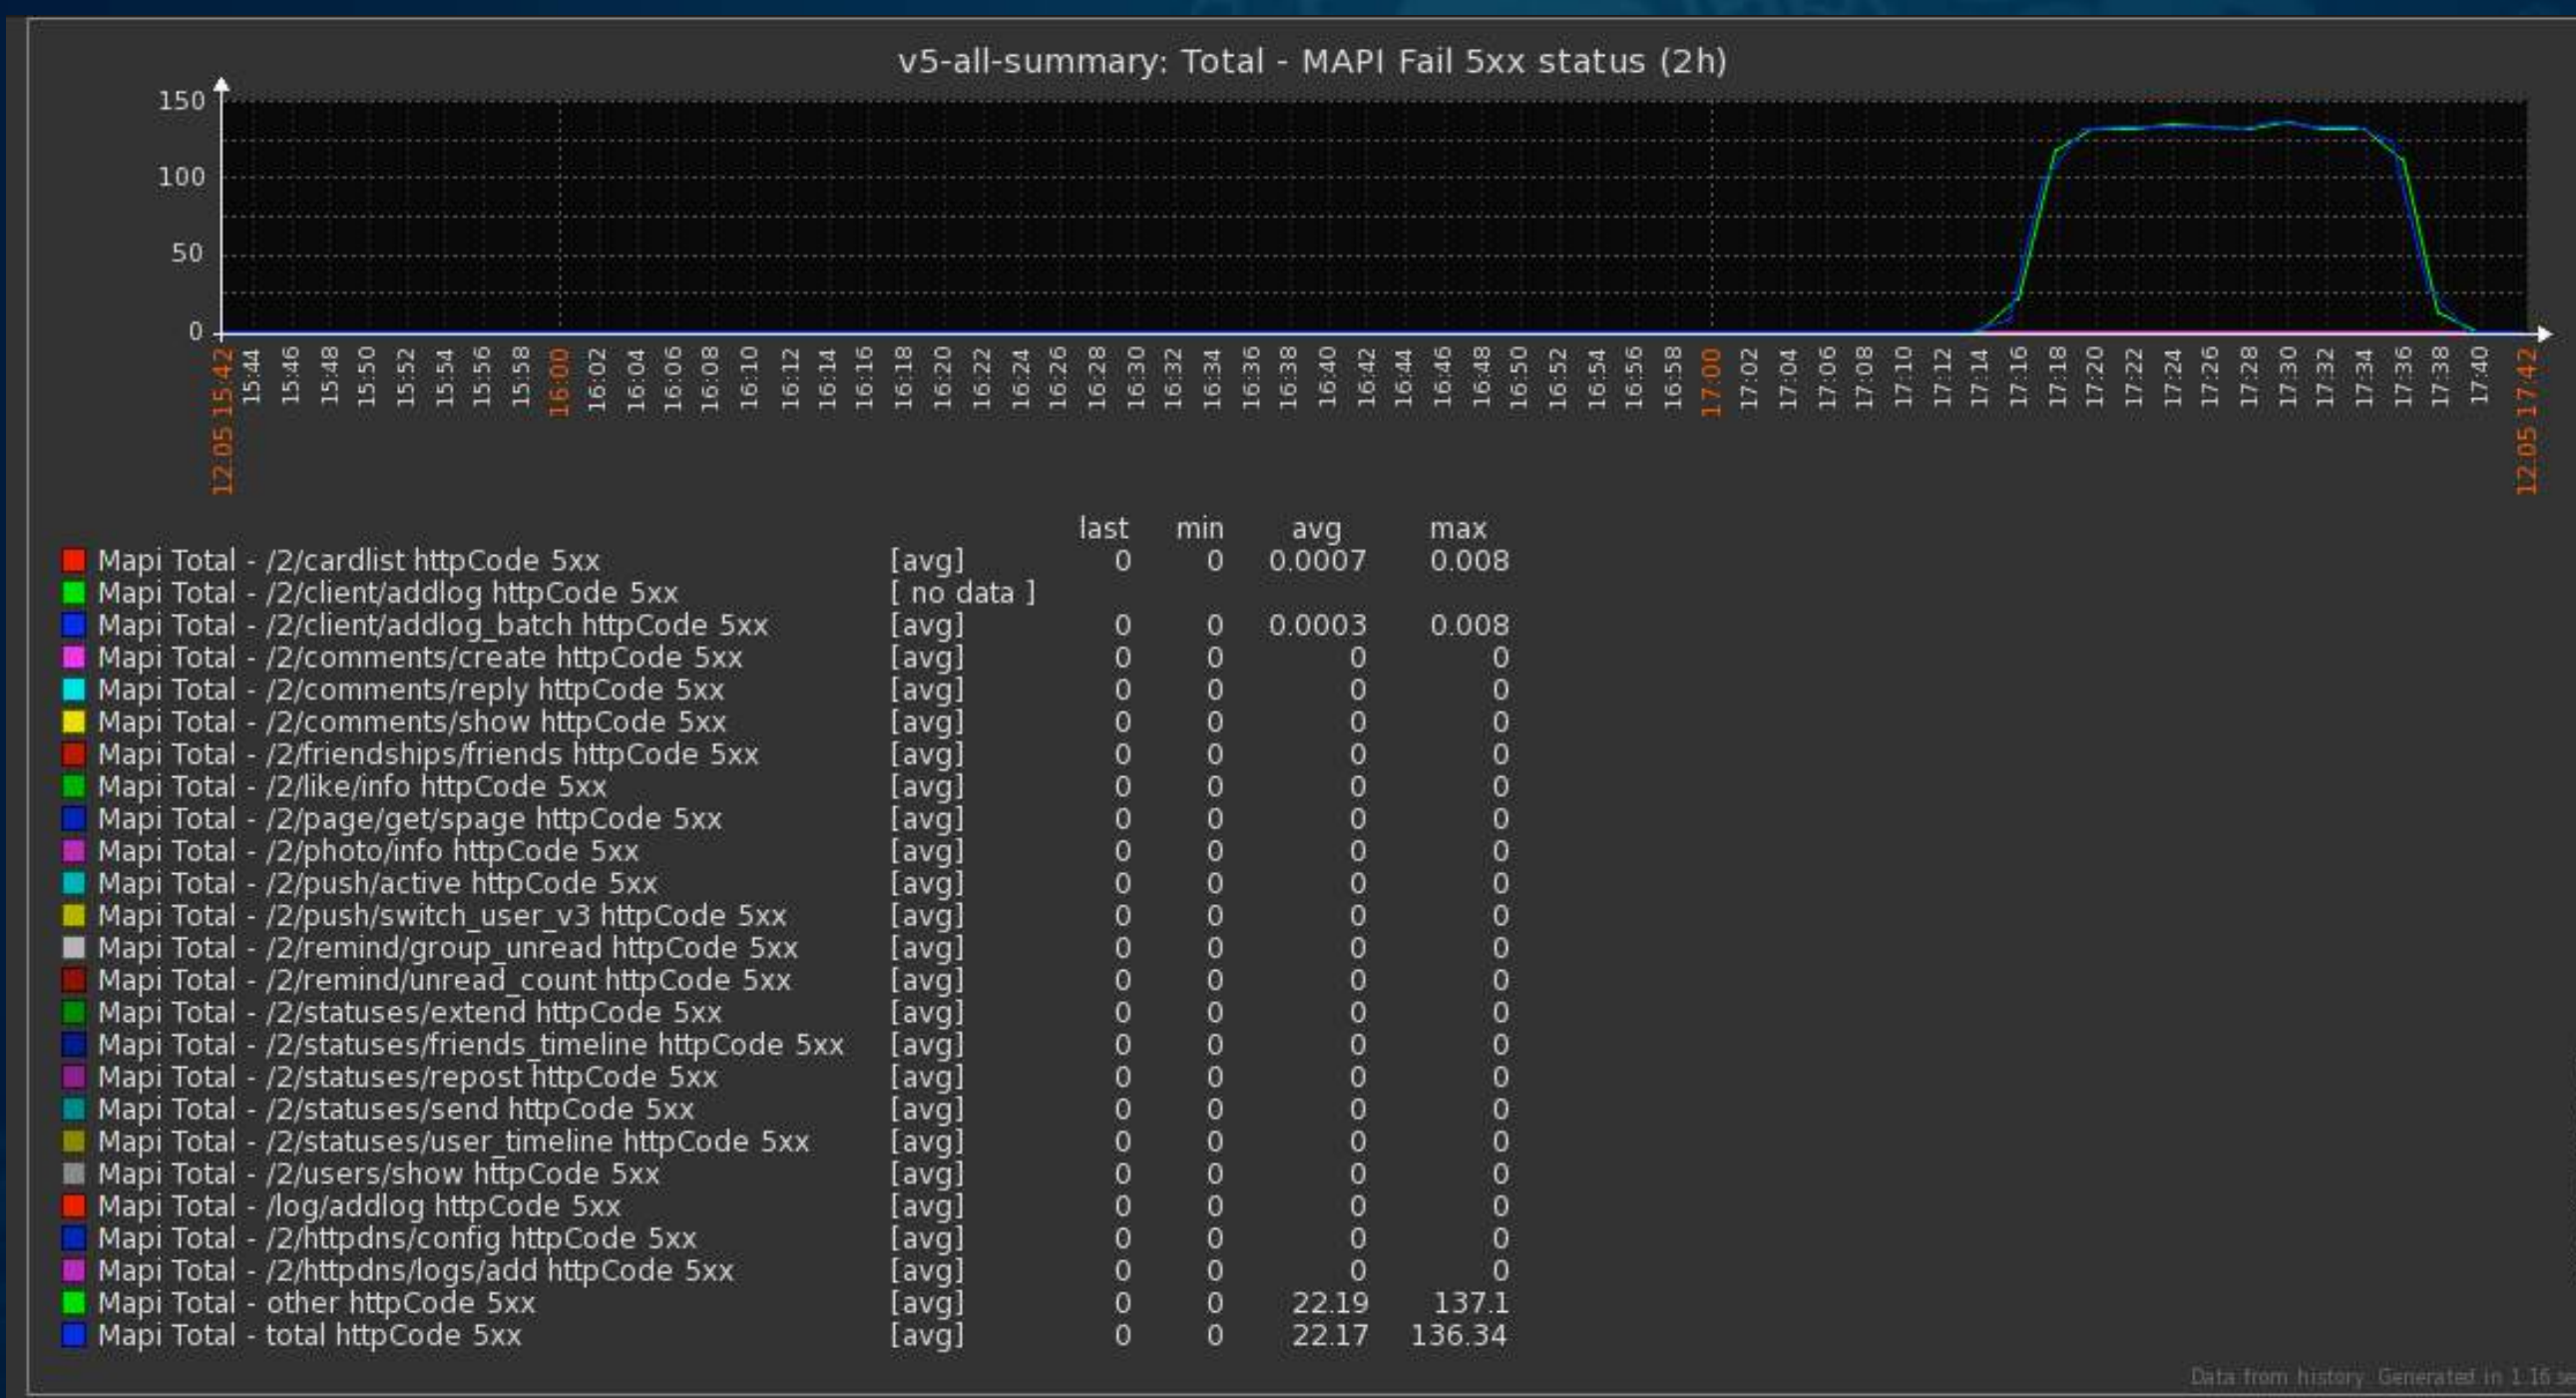 v5-all-summary: Total - MAPI Fail 5xx status (2h)
150
100
50
0
12.05 15:42 15:44 15:46 15:48 15:50 15:52 15:54 15:56 15:58 16:00 16:02 16:04 16:06 16:08 16:10 16:12 16:14 16:16 16:18 16:20 16:22 16:24 16:26 16:28 16:30 16:32 16:34 16:36 16:38 16:40 16:42 16:44 16:46 16:48 16:50 16:52 16:54 16:56 16:58 17:00 17:02 17:04 17:06 17:08 17:10 17:12 17:14 17:16 17:18 17:20 17:22 17:24 17:26 17:28 17:30 17:32 17:34 17:36 17:38 17:40 12.05 17:42
last min avg max
Mapi Total - /2/cardlist httpCode 5xx [avg] 0 0 0.0007 0.008
Mapi Total - /2/client/addlog httpCode 5xx [ no data ]
Mapi Total - /2/client/addlog_batch httpCode 5xx [avg] 0 0 0.0003 0.008
Mapi Total - /2/comments/create httpCode 5xx [avg] 0 0 0 0
Mapi Total - /2/comments/reply httpCode 5xx [avg] 0 0 0 0
Mapi Total - /2/comments/show httpCode 5xx [avg] 0 0 0 0
Mapi Total - /2/friendships/friends httpCode 5xx [avg] 0 0 0 0
Mapi Total - /2/like/info httpCode 5xx [avg] 0 0 0 0
Mapi Total - /2/page/get/spage httpCode 5xx [avg] 0 0 0 0
Mapi Total - /2/photo/info httpCode 5xx [avg] 0 0 0 0
Mapi Total - /2/push/active httpCode 5xx [avg] 0 0 0 0
Mapi Total - /2/push/switch_user_v3 httpCode 5xx [avg] 0 0 0 0
Mapi Total - /2/remind/group_unread httpCode 5xx [avg] 0 0 0 0
Mapi Total - /2/remind/unread_count httpCode 5xx [avg] 0 0 0 0
Mapi Total - /2/statuses/extend httpCode 5xx [avg] 0 0 0 0
Mapi Total - /2/statuses/friends_timeline httpCode 5xx [avg] 0 0 0 0
Mapi Total - /2/statuses/repost httpCode 5xx [avg] 0 0 0 0
Mapi Total - /2/statuses/send httpCode 5xx [avg] 0 0 0 0
Mapi Total - /2/statuses/user_timeline httpCode 5xx [avg] 0 0 0 0
Mapi Total - /2/users/show httpCode 5xx [avg] 0 0 0 0
Mapi Total - /log/addlog httpCode 5xx [avg] 0 0 0 0
Mapi Total - /2/httpdns/config httpCode 5xx [avg] 0 0 0 0
Mapi Total - /2/httpdns/logs/add httpCode 5xx [avg] 0 0 0 0
Mapi Total - other httpCode 5xx [avg] 0 0 22.19 137.1
Mapi Total - total httpCode 5xx [avg] 0 0 22.17 136.34
Data from history. Generated in 1.16